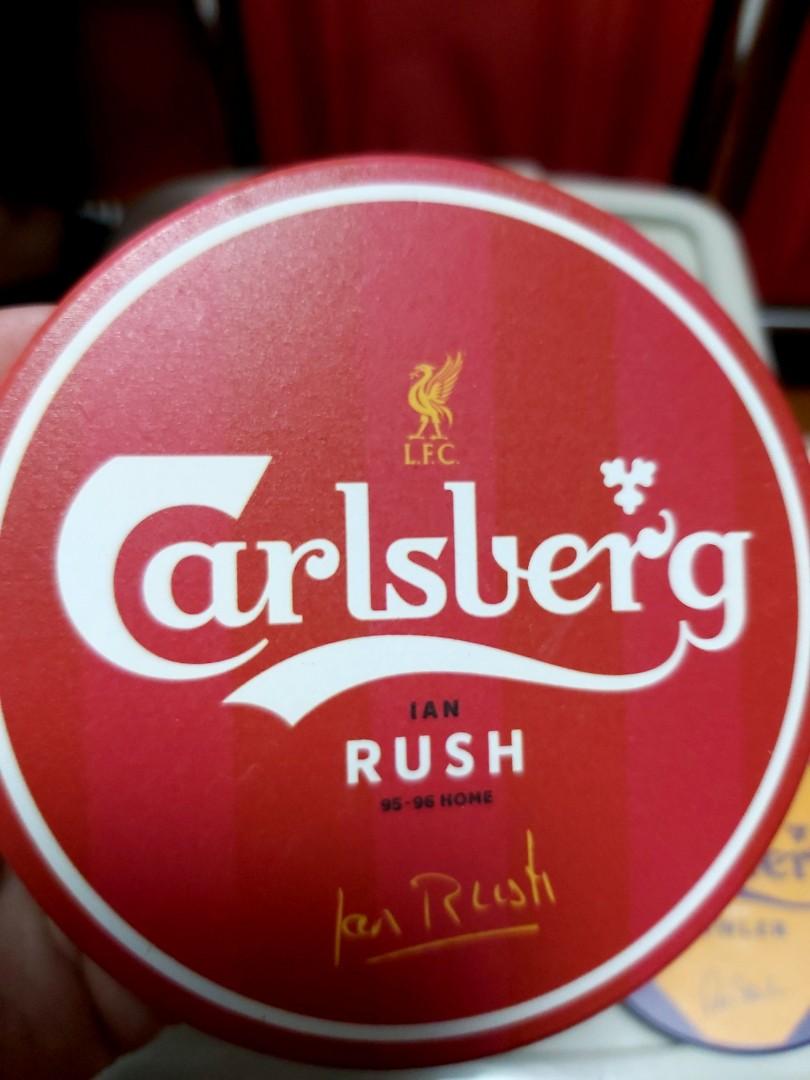 L.F.C.
Carlsberg
IAN
RUSH
95-96 HOME
Ian Rush